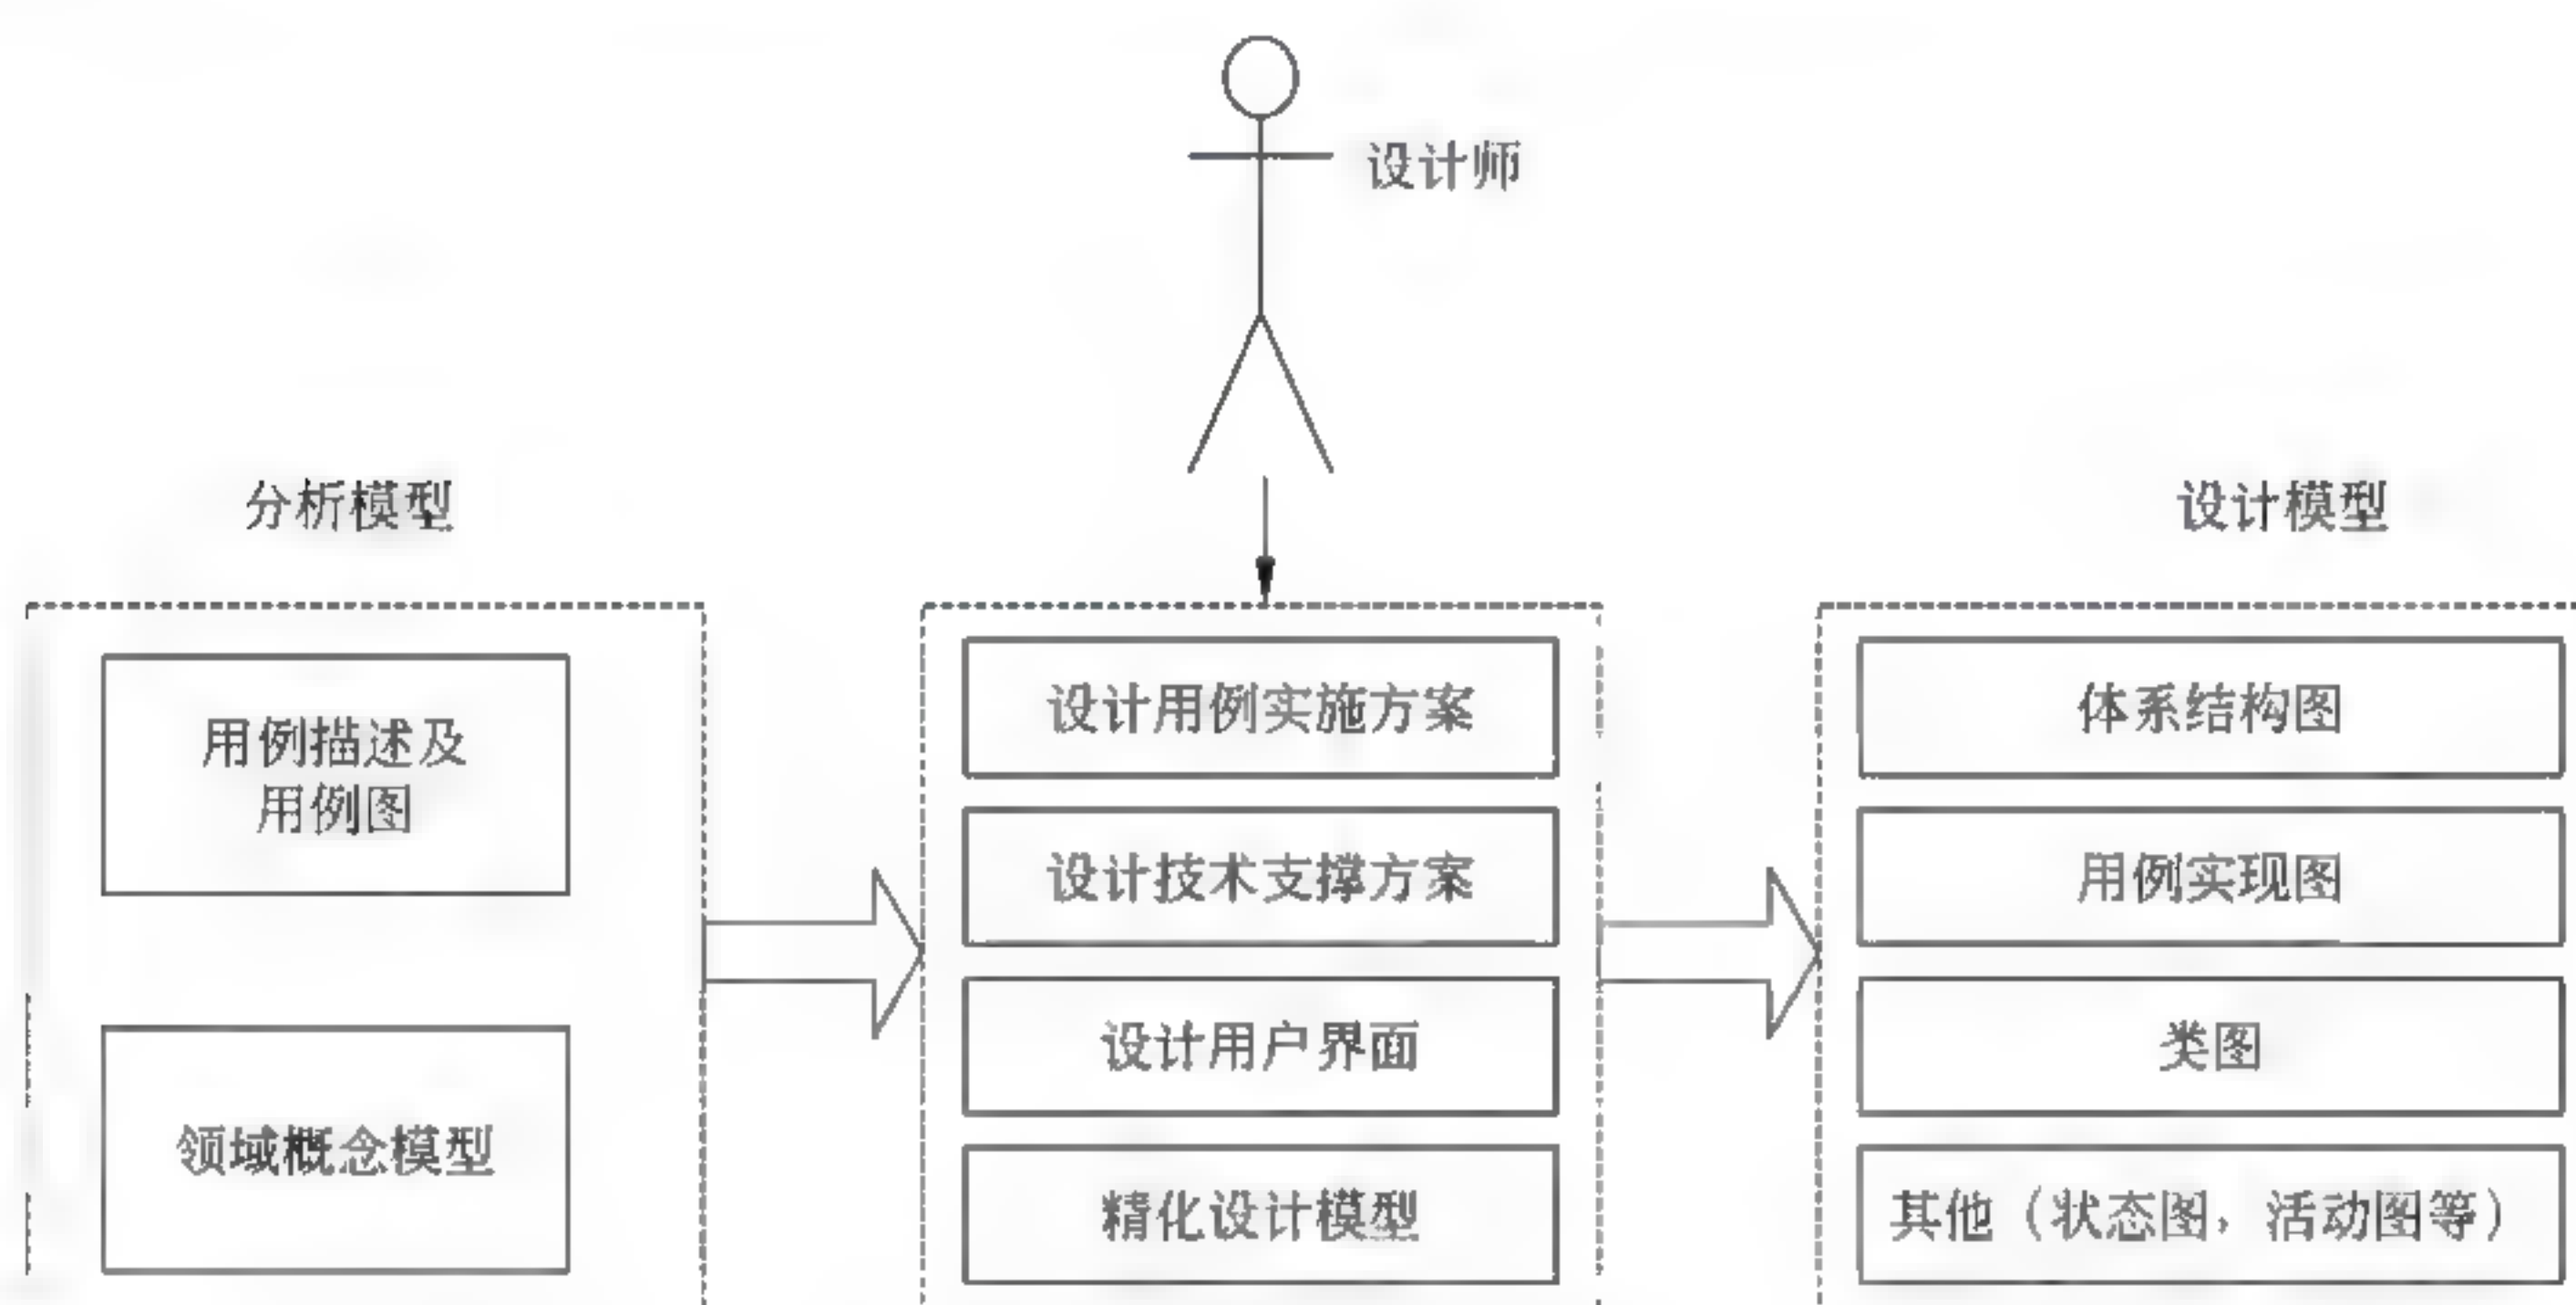 设计师
分析模型
设计模型
用例描述及
用例图
领域概念模型
设计用例实施方案
设计技术支撑方案
设计用户界面
精化设计模型
体系结构图
用例实现图
类图
其他（状态图，活动图等）